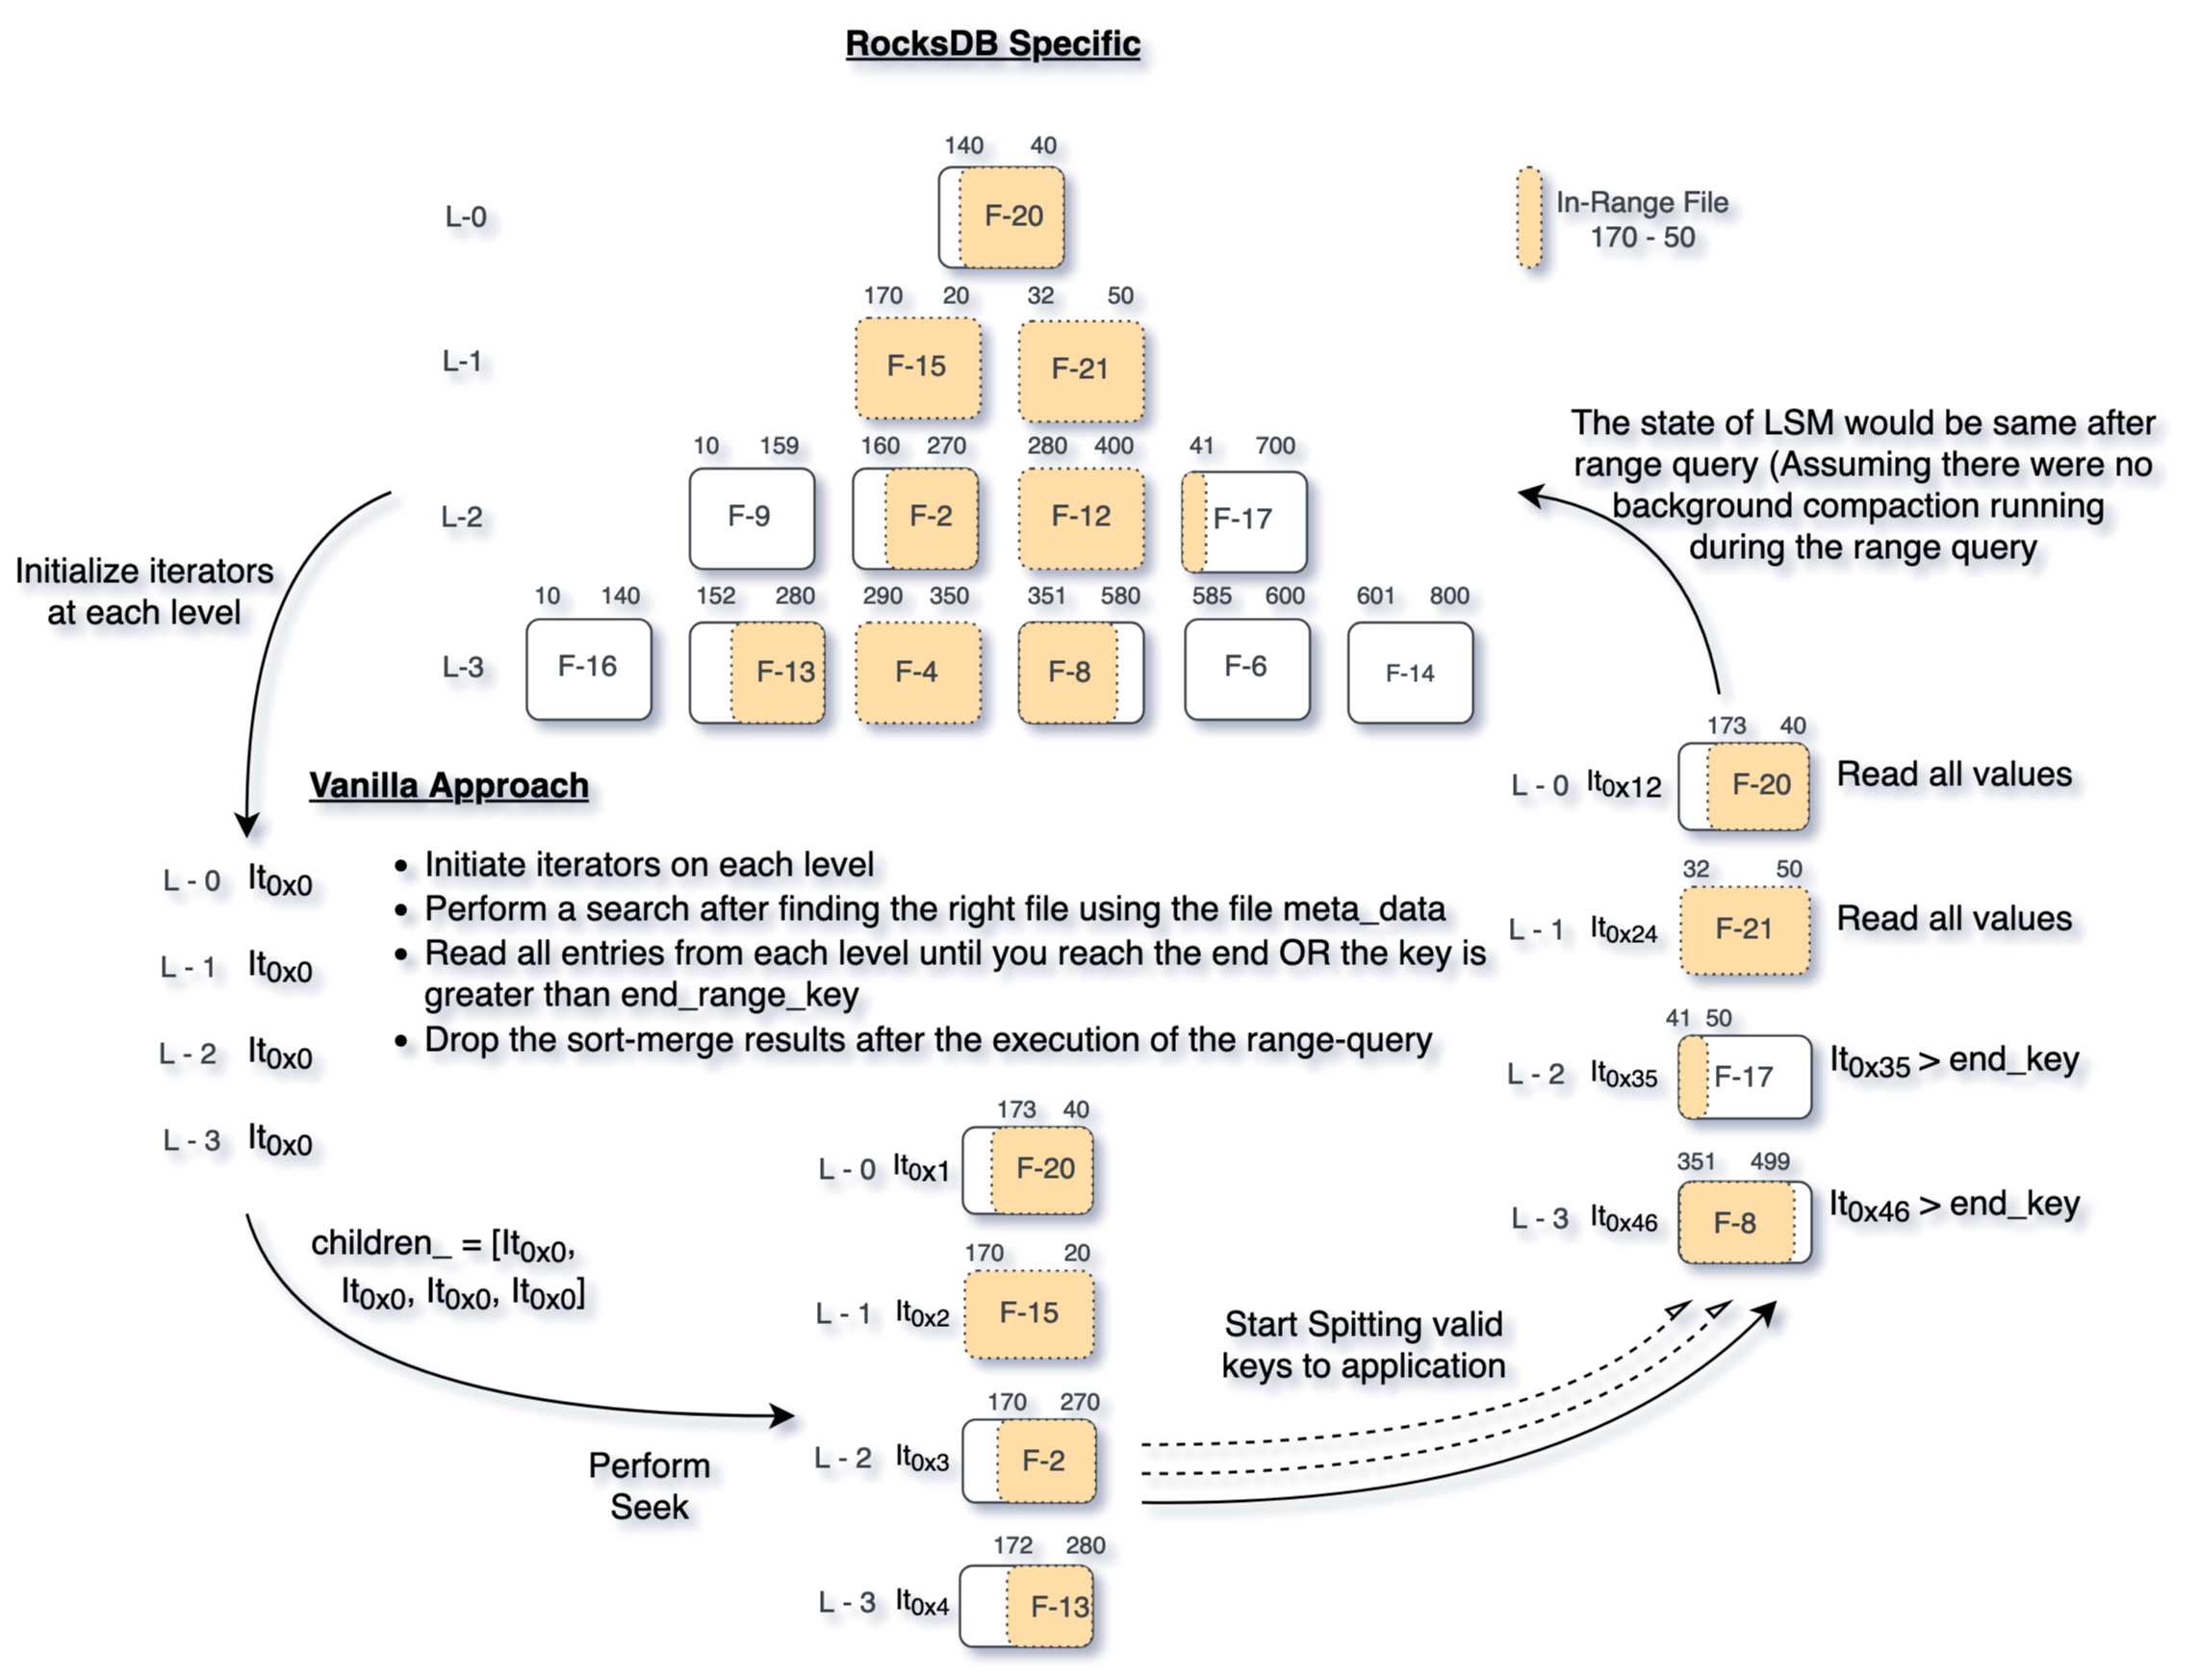 RocksDB Specific
140 40
L-0
F-20
In-Range File
170 - 50
170 20 32 50
L-1
F-15
F-21
10 159 160 270 280 400 41 700
L-2
F-9
F-2
F-12
F-17
10 140 152 280 290 350 351 580 585 600 601 800
L-3
F-16
F-13
F-4
F-8
F-6
F-14
The state of LSM would be same after
range query (Assuming there were no
background compaction running
during the range query
Initialize iterators
at each level
Vanilla Approach
L - 0 It0x0
L - 1 It0x0
L - 2 It0x0
L - 3 It0x0
• Initiate iterators on each level
• Perform a search after finding the right file using the file meta_data
• Read all entries from each level until you reach the end OR the key is
greater than end_range_key
• Drop the sort-merge results after the execution of the range-query
children_ = [It0x0,
It0x0, It0x0, It0x0]
Perform
Seek
173 40
L - 0 It0x1 F-20
170 20
L - 1 It0x2 F-15
170 270
L - 2 It0x3 F-2
172 280
L - 3 It0x4 F-13
Start Spitting valid
keys to application
173 40
L - 0 It0x12 F-20 Read all values
32 50
L - 1 It0x24 F-21 Read all values
41 50
L - 2 It0x35 F-17 It0x35 > end_key
351 499
L - 3 It0x46 F-8 It0x46 > end_key